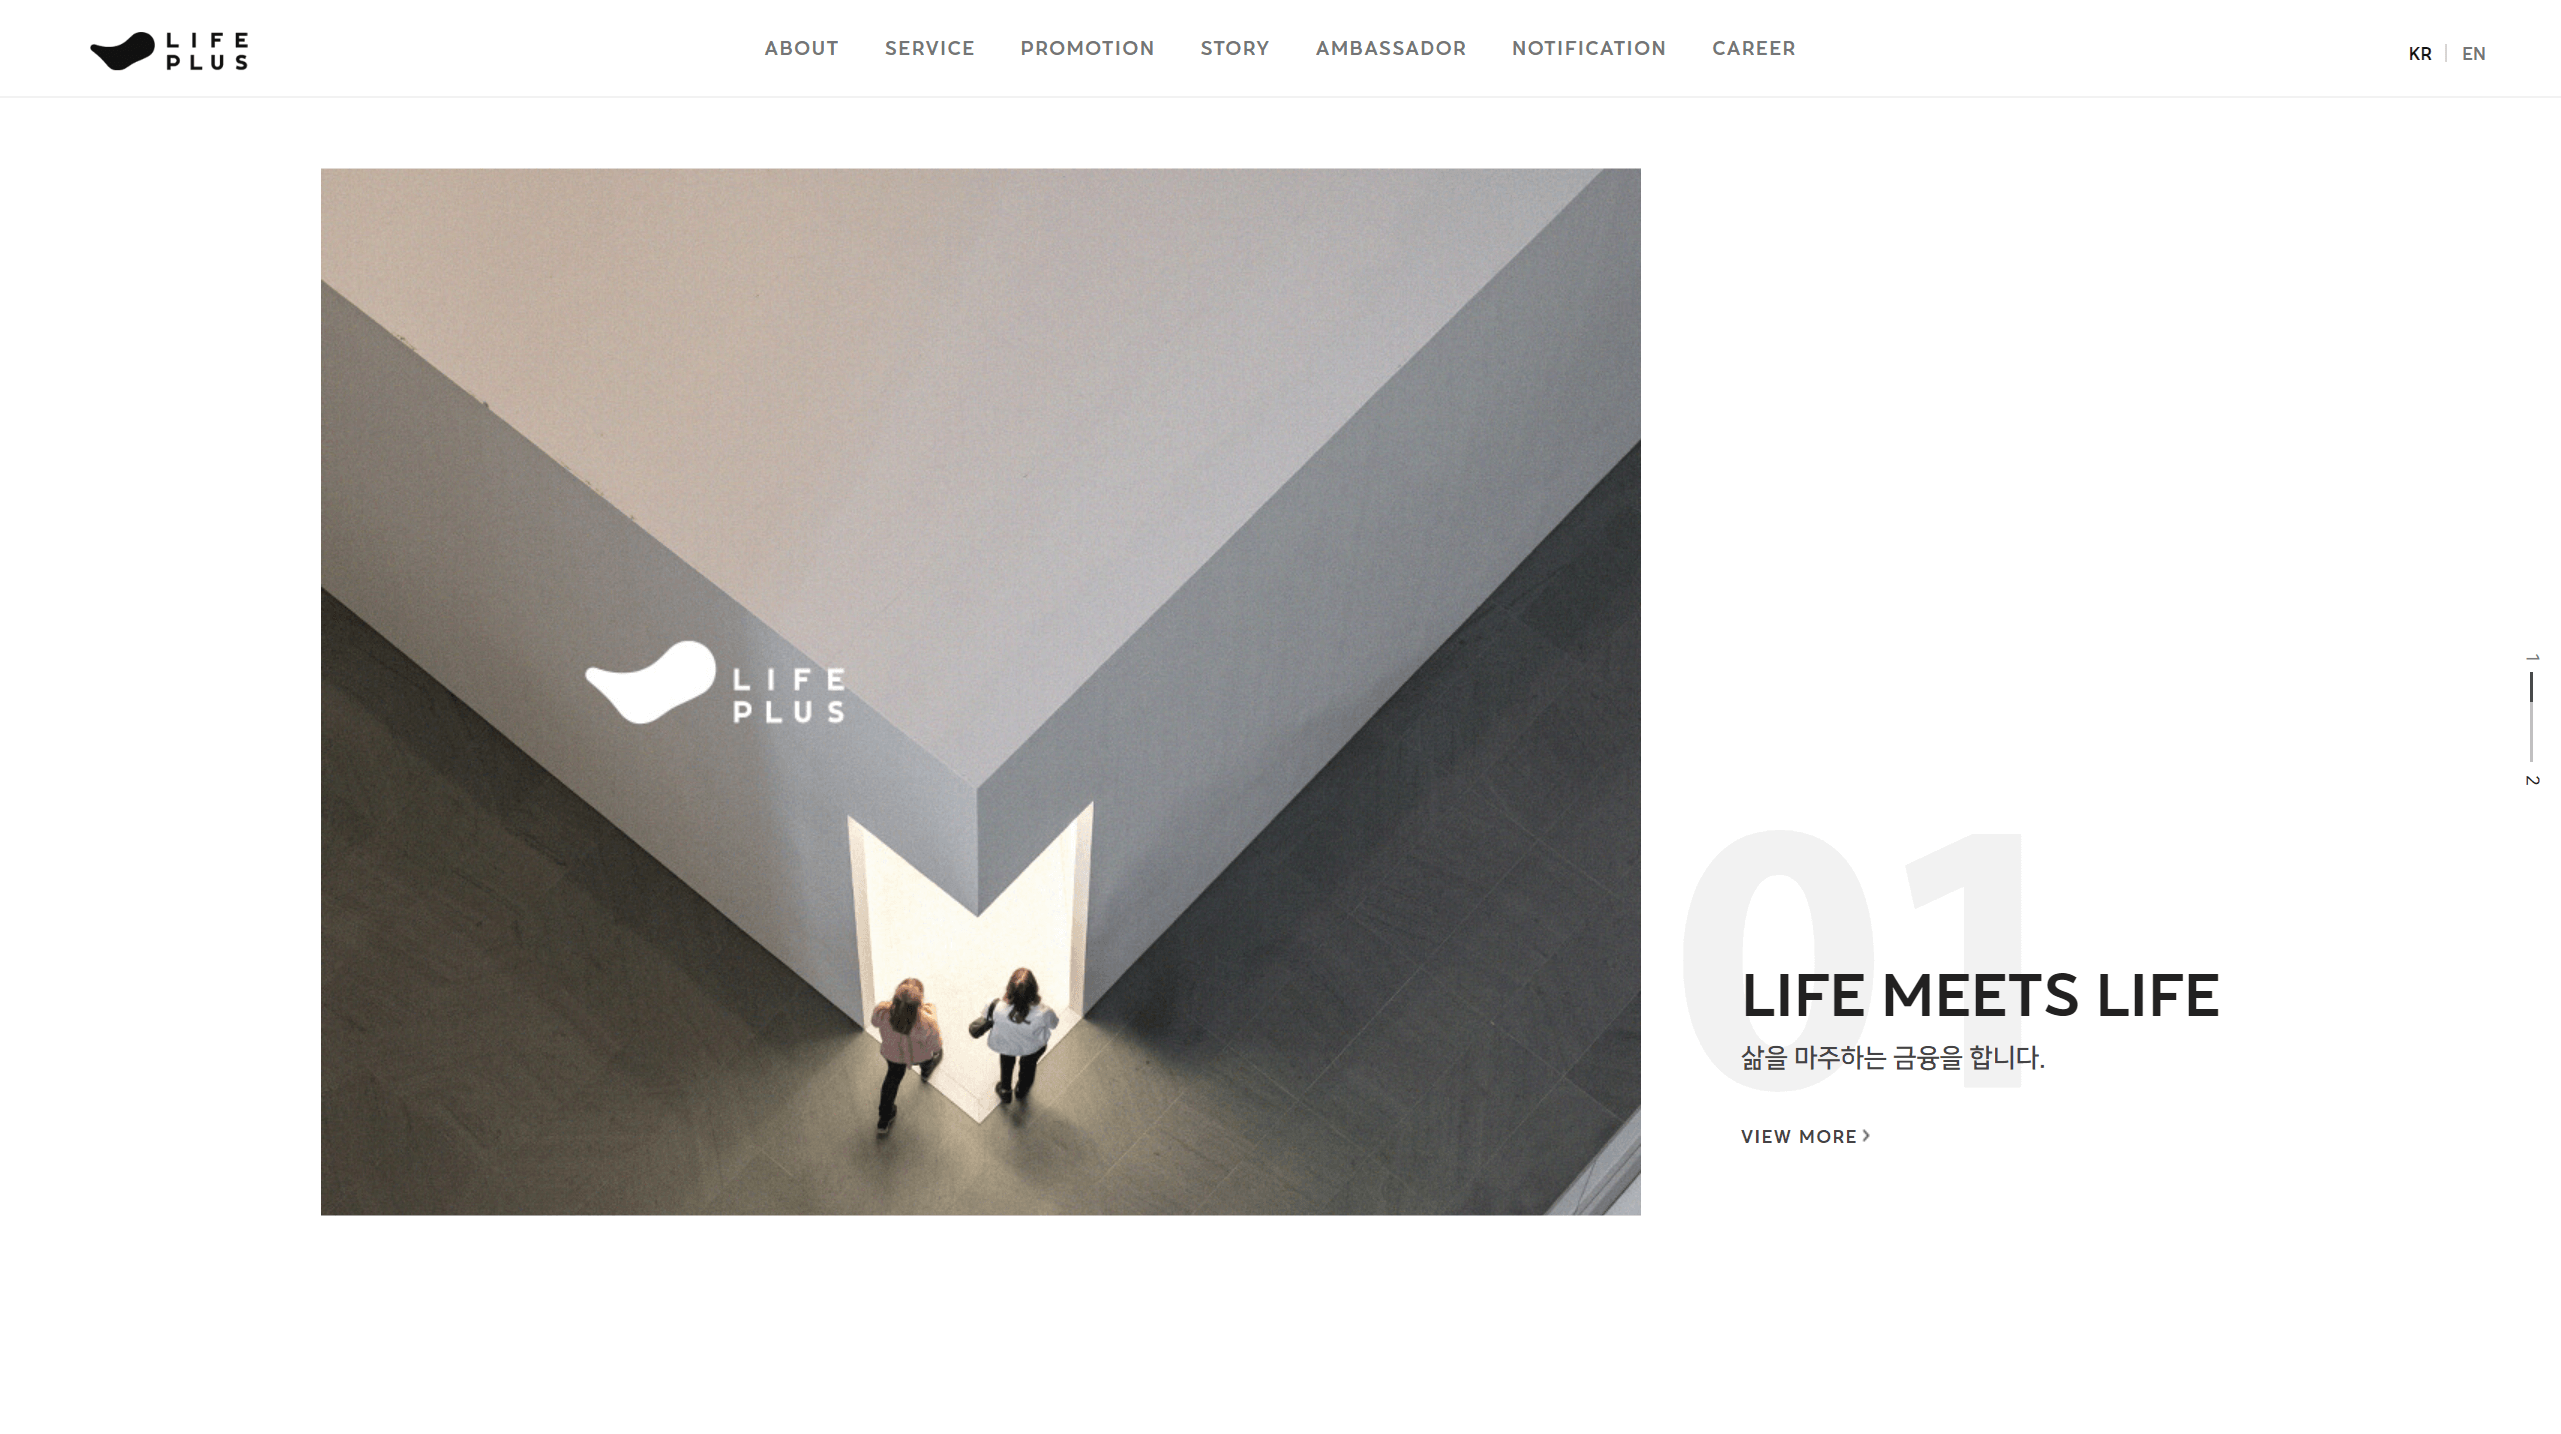 LIFE
PLUS
ABOUT SERVICE PROMOTION STORY AMBASSADOR NOTIFICATION CAREER
KR EN
LIFE
PLUS
1
2
01
LIFE MEETS LIFE
삶을 마주하는 금융을 합니다.
VIEW MORE